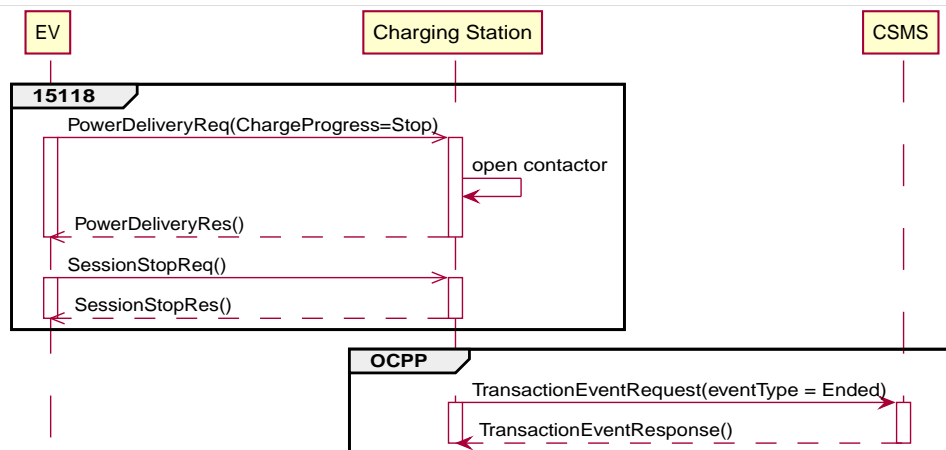 EV
Charging Station
CSMS
15118
PowerDeliveryReq(ChargeProgress=Stop)
open contactor
PowerDeliveryRes()
SessionStopReq()
SessionStopRes()
OCPP
TransactionEventRequest(eventType = Ended)
TransactionEventResponse()